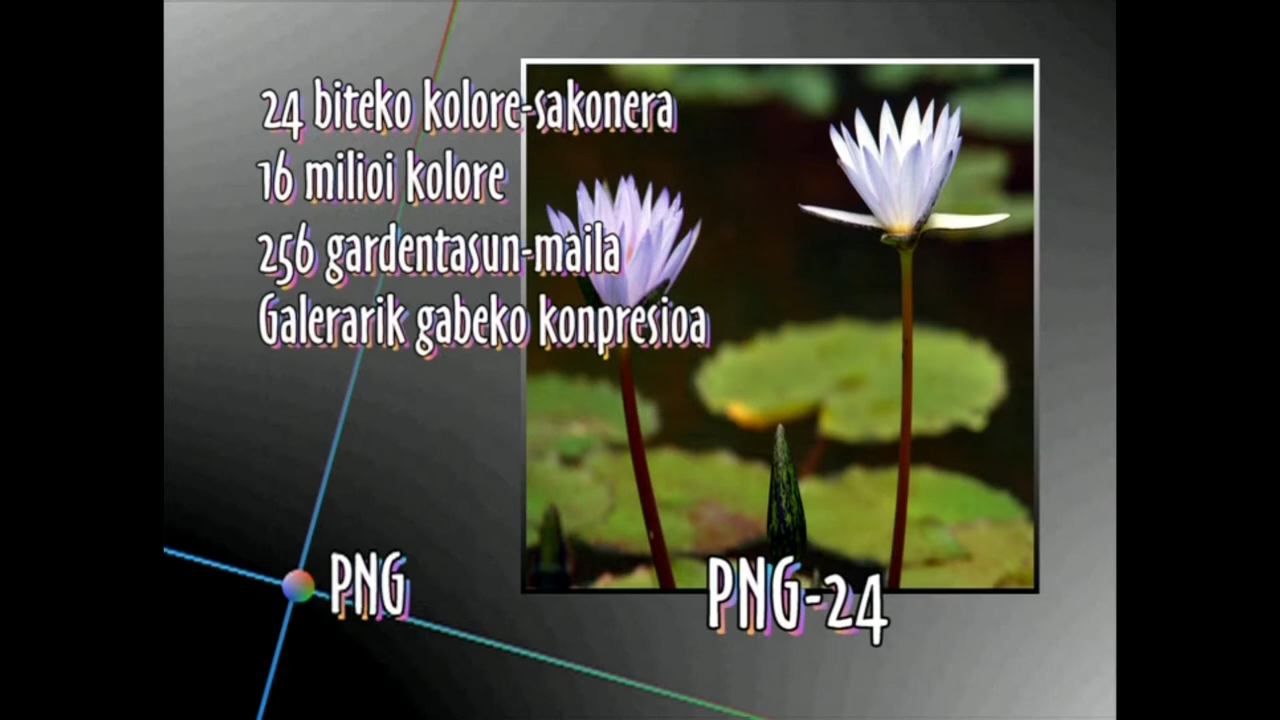 24 biteko kolore-sakonera
16 milioi kolore
256 gardentasun-maila
Galerarik gabeko konpresioa
PNG
PNG-24